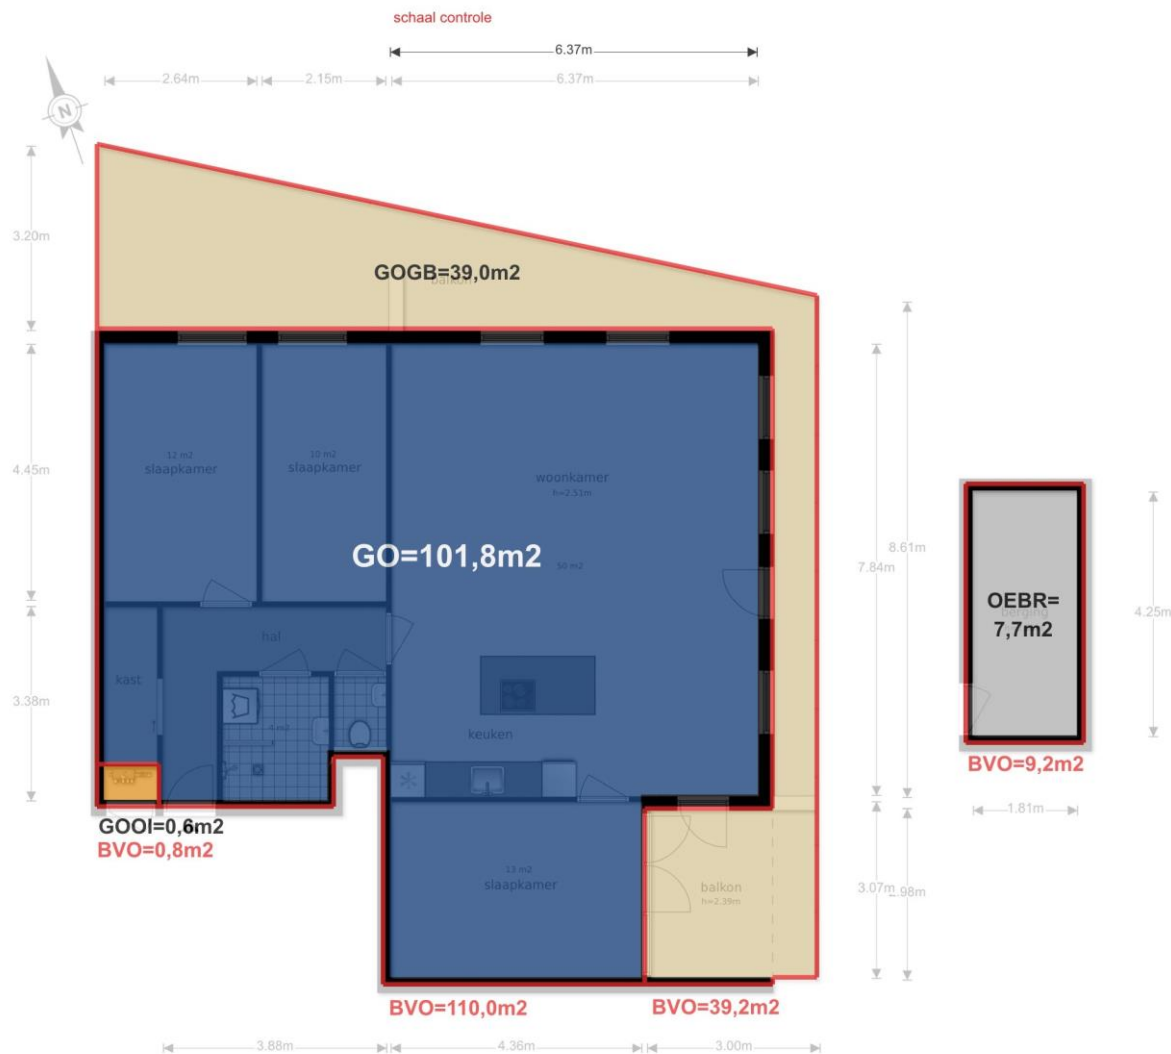 schaal controle
6.37m
2.64m
2.15m
6.37m
N
3.20m
GOGB=39,0m2
balkon
4.45m
12 m2
slaapkamer
10 m2
slaapkamer
woonkamer
h=2.51m
GO=101,8m2
50 m2
8.61m
7.84m
OEBR=
7,7m2
berging
4.25m
hal
kast
3.38m
4 m2
keuken
BVO=9,2m2
1.81m
GOOI=0,6m2
BVO=0,8m2
13 m2
slaapkamer
balkon
h=2.39m
3.07m
2.98m
BVO=110,0m2
BVO=39,2m2
3.88m
4.36m
3.00m